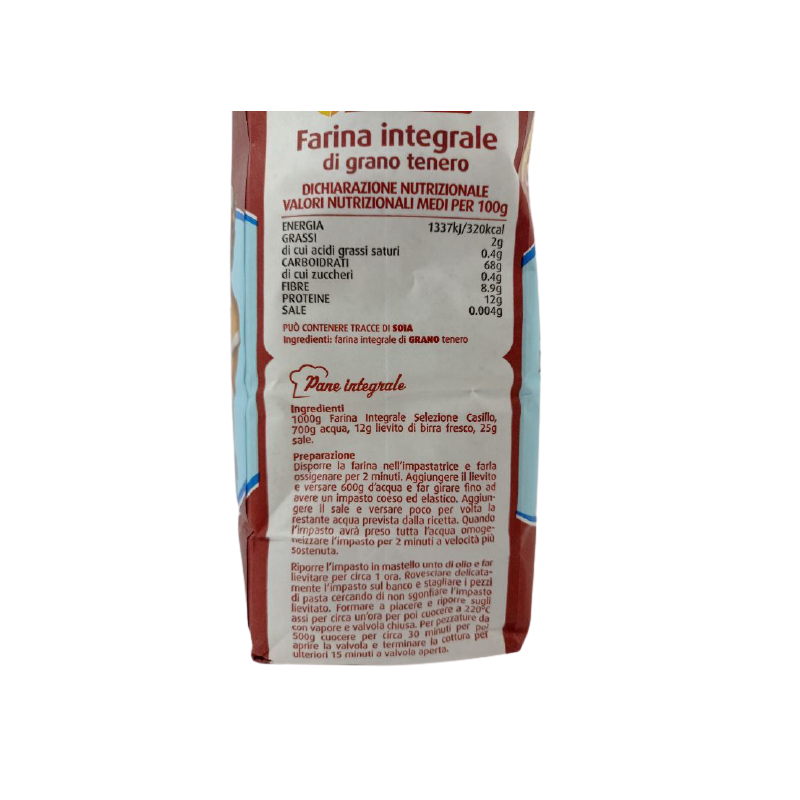 Farina integrale
di grano tenero
DICHIARAZIONE NUTRIZIONALE
VALORI NUTRIZIONALI MEDI PER 100g
ENERGIA 1337kj/320kcal
GRASSI 2g
di cui acidi grassi saturi 0.4g
CARBOIDRATI 68g
di cui zuccheri 0.4g
FIBRE 8.9g
PROTEINE 12g
SALE 0.004g
PUÒ CONTENERE TRACCE DI SOIA
Ingredienti: farina integrale di GRANO tenero
Pane integrale
Ingredienti
1000g Farina Integrale Selezione Casillo,
700g acqua, 12g lievito di birra fresco, 25g
sale.
Preparazione
Disporre la farina nell'impastatrice e farla
ossigenare per 2 minuti. Aggiungere il lievito
e versare 600g d'acqua e far girare fino ad
avere un impasto coeso ed elastico. Aggiun-
gere il sale e versare poco per volta la
restante acqua prevista dalla ricetta. Quando
l'impasto avrà preso tutta l'acqua omoge-
neizzare l'impasto per 2 minuti a velocità più
sostenuta.
Riporre l'impasto in mastello unto di olio e far
lievitare per circa 1 ora. Rovesciare delicata-
mente l'impasto sul banco e stagliare i pezzi
di pasta cercando di non sgonfiare l'impasto
lievitato. Formare a piacere e riporre sugli
assi per circa un'ora per poi cuocere a 220°C
con vapore e valvola chiusa. Per pezzature da
500g cuocere per circa 30 minuti per poi
aprire la valvola e terminare la cottura per
ulteriori 15 minuti a valvola aperta.